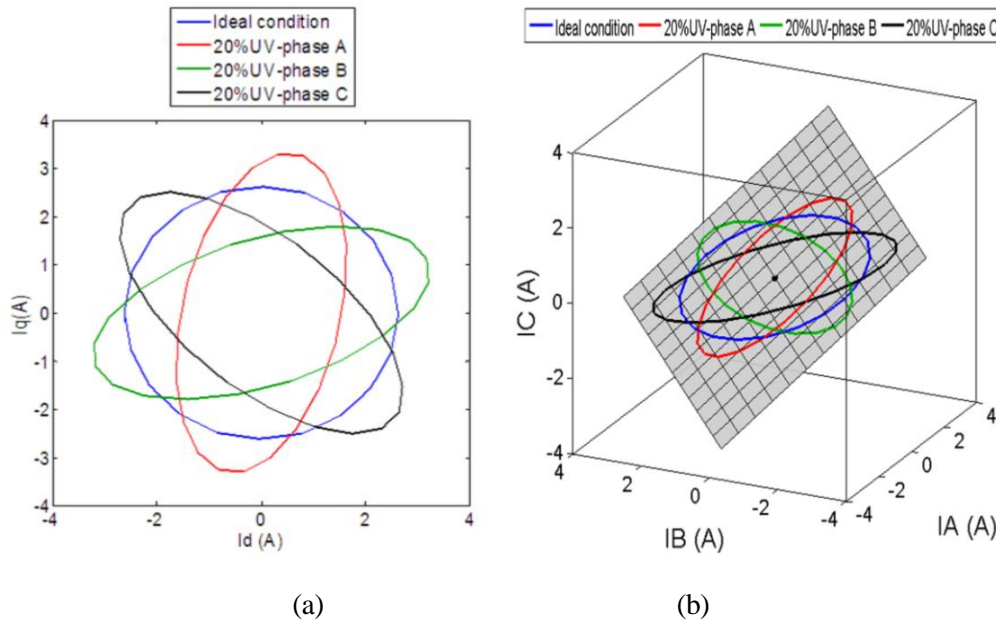 Ideal condition
20%UV-phase A
20%UV-phase B
20%UV-phase C
4
3
2
1
0
-1
-2
-3
-4
Iq(A)
-4 -2 0 2 4
Id (A)
(a)
Ideal condition 20%UV-phase A 20%UV-phase B 20%UV-phase C
4
2
0
-2
-4
IC (A)
4 2 0 -2 -4
IB (A)
-4 -2 0 2 4
IA (A)
(b)